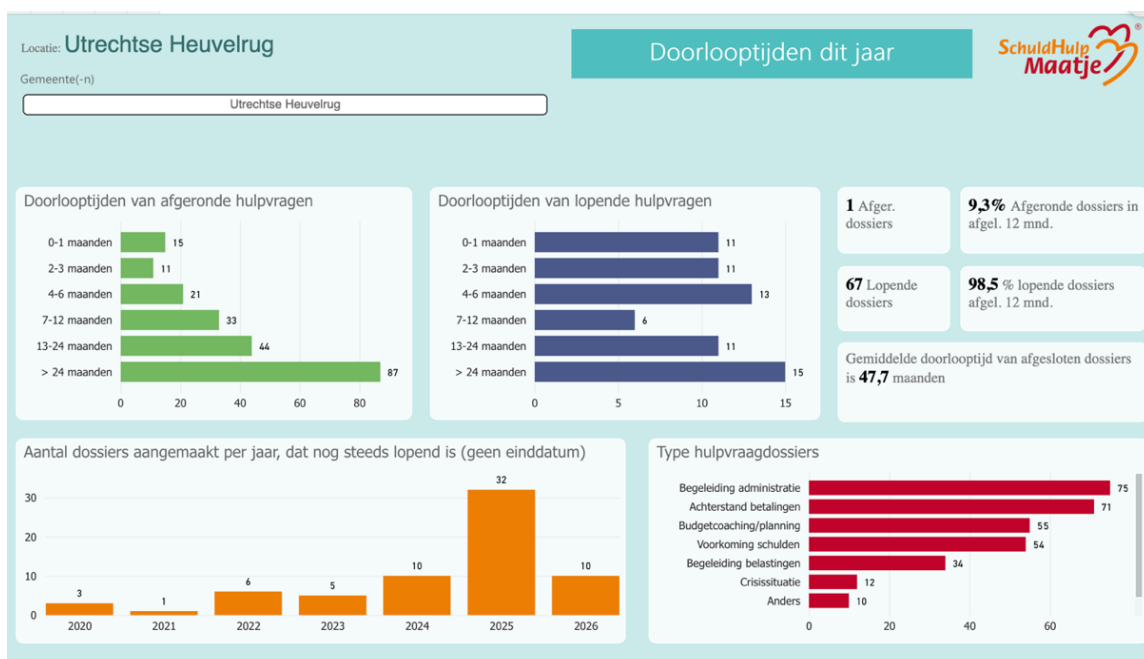 Locatie: Utrechtse Heuvelrug
Gemeente(-n)
Utrechtse Heuvelrug
Doorlooptijden dit jaar
SchuldHulp
Maatje
®
Doorlooptijden van afgeronde hulpvragen
0-1 maanden 15
2-3 maanden 11
4-6 maanden 21
7-12 maanden 33
13-24 maanden 44
> 24 maanden 87
0 20 40 60 80
Doorlooptijden van lopende hulpvragen
0-1 maanden 11
2-3 maanden 11
4-6 maanden 13
7-12 maanden 6
13-24 maanden 11
> 24 maanden 15
0 5 10 15
1 Afger.
dossiers
9,3% Afgeronde dossiers in
afgel. 12 mnd.
67 Lopende
dossiers
98,5 % lopende dossiers
afgel. 12 mnd.
Gemiddelde doorlooptijd van afgesloten dossiers
is 47,7 maanden
Aantal dossiers aangemaakt per jaar, dat nog steeds lopend is (geen einddatum)
30
20
10
0
3 1 6 5 10 32 10
2020 2021 2022 2023 2024 2025 2026
Type hulpvraagdossiers
Begeleiding administratie 75
Achterstand betalingen 71
Budgetcoaching/planning 55
Voorkoming schulden 54
Begeleiding belastingen 34
Crisissituatie 12
Anders 10
0 20 40 60